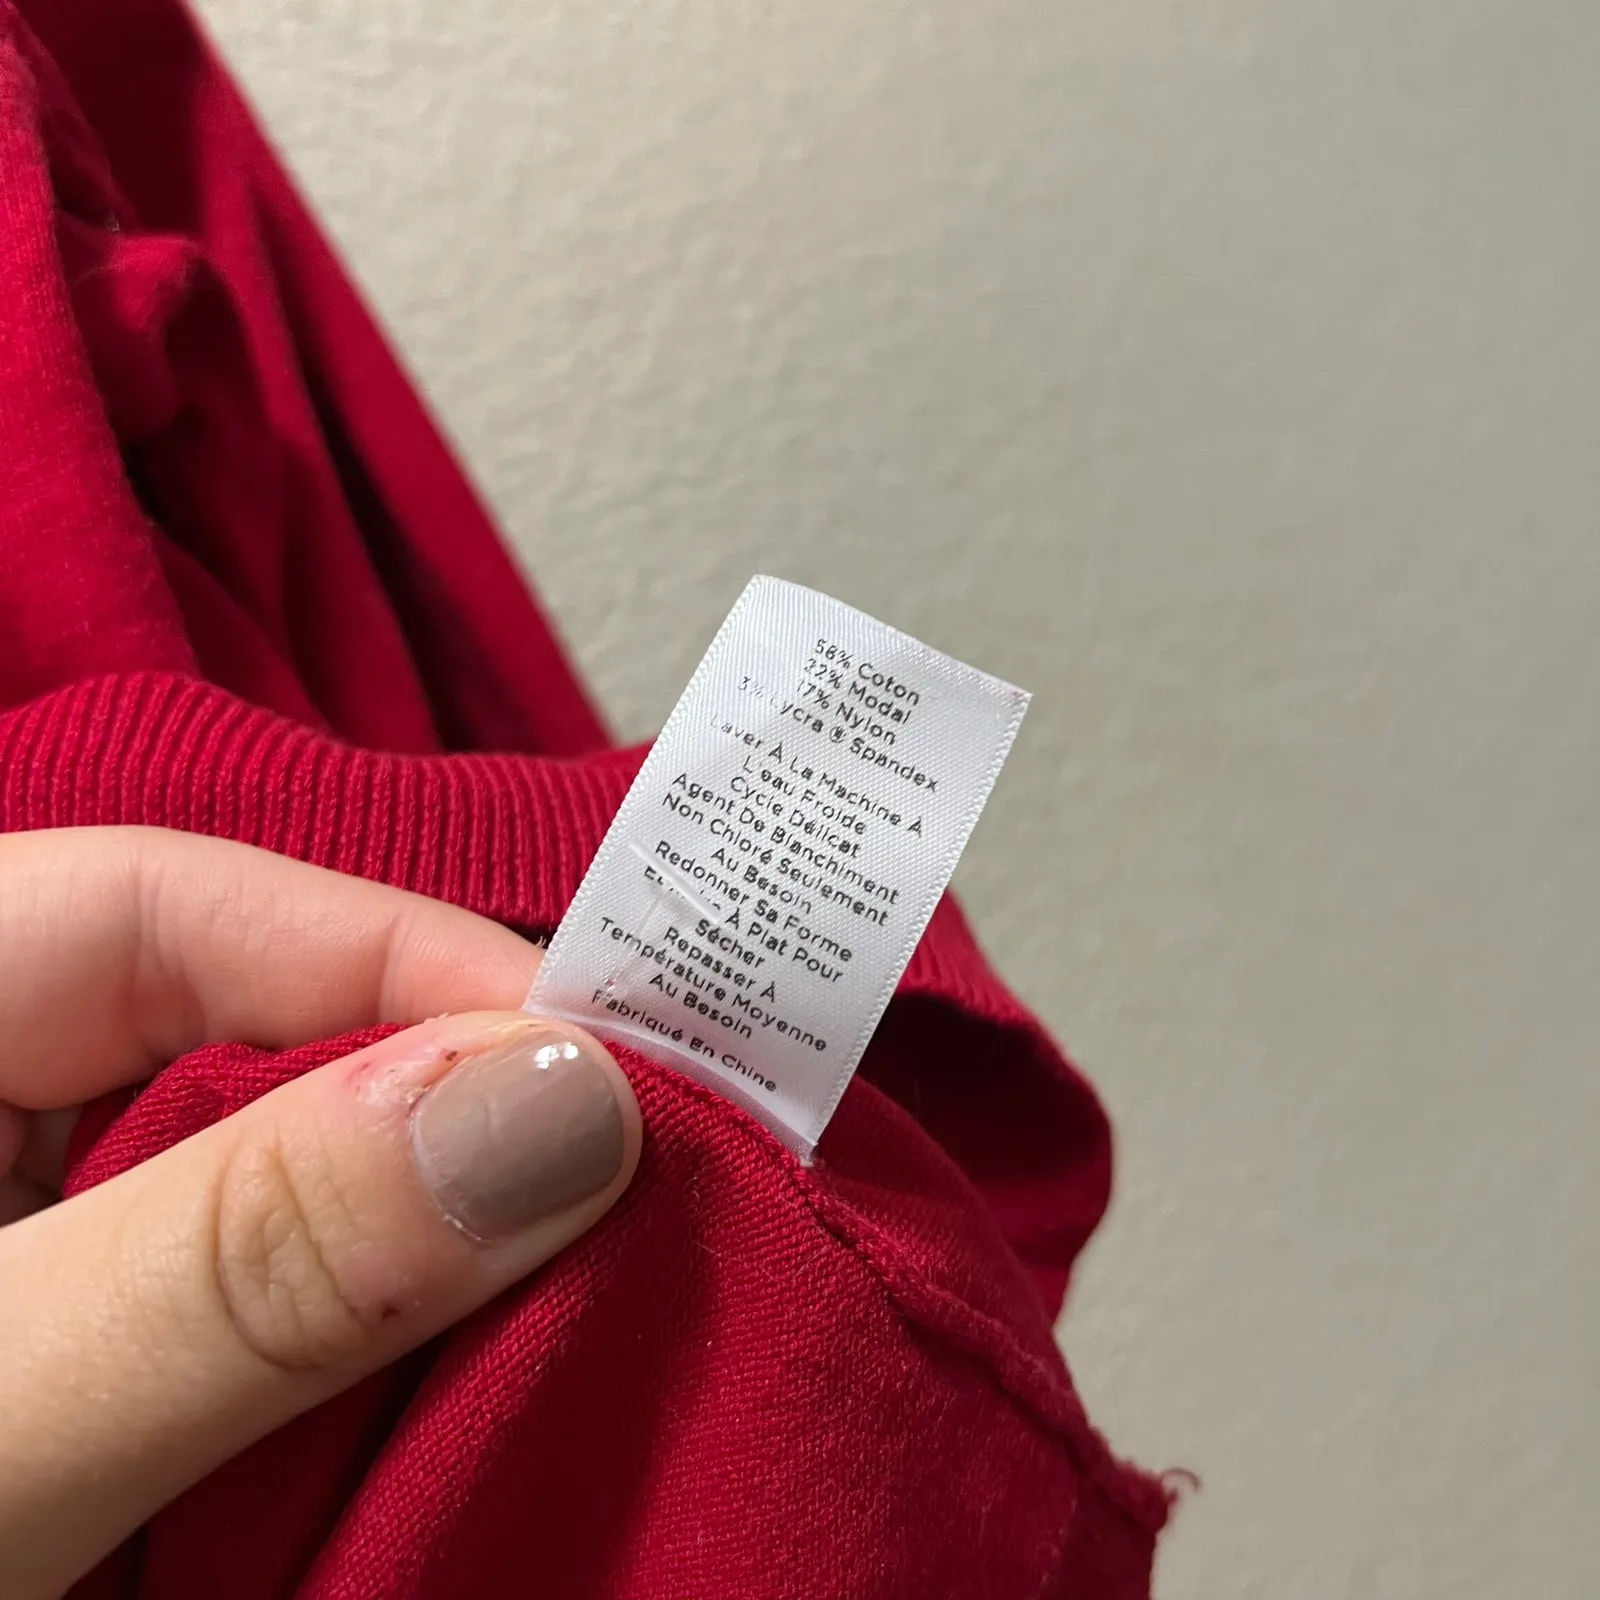 58% Coton
22% Modal
17% Nylon
3% Lycra ® Spandex
Laver À La Machine À
L'eau Froide
Cycle Délicat
Agent De Blanchiment
Non Chloré Seulement
Au Besoin
Redonner Sa Forme
À Plat Pour
Sécher
Repasser À
Température Moyenne
Au Besoin
Fabriqué En Chine